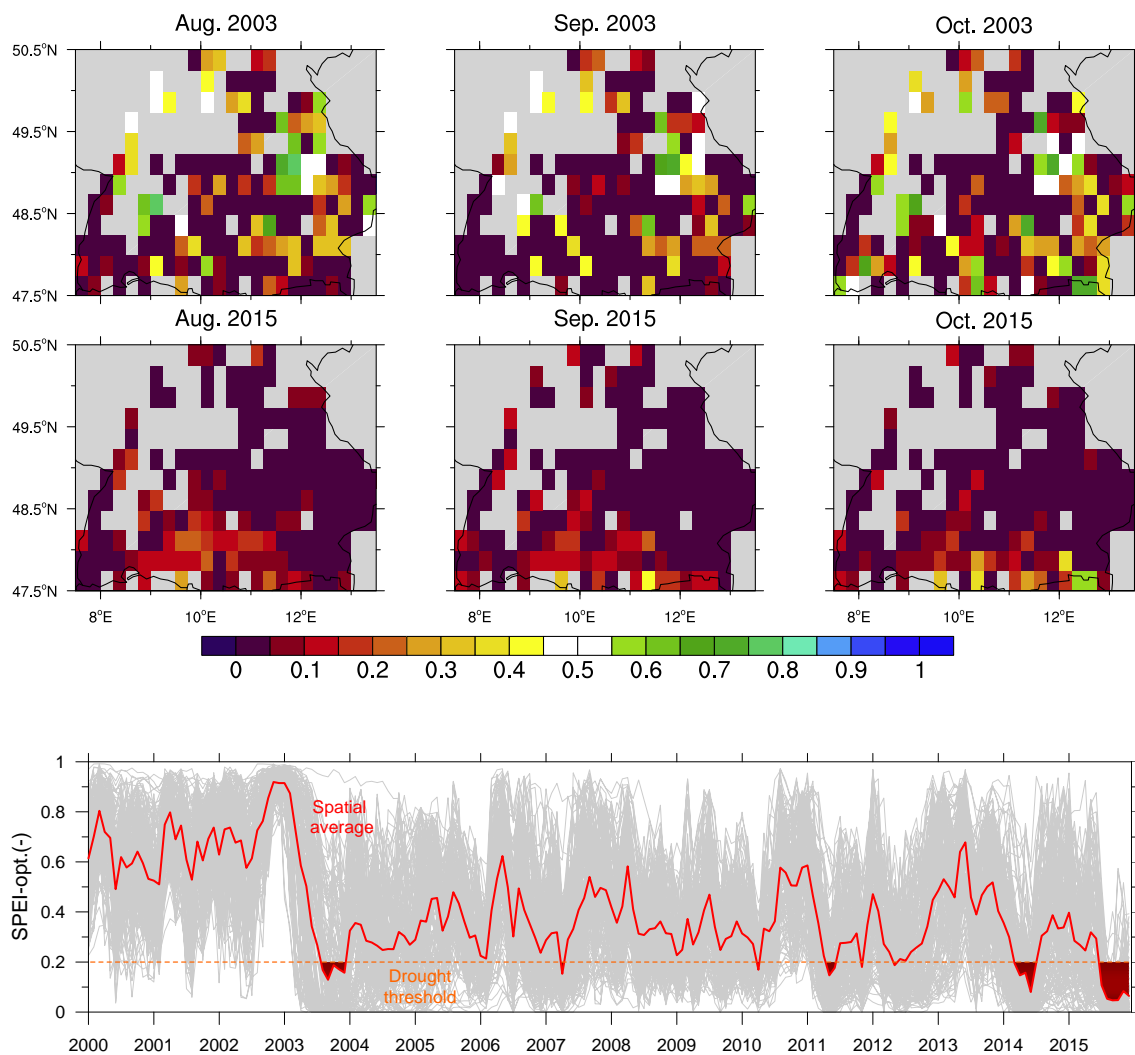 Aug. 2003 Sep. 2003 Oct. 2003
50.5°N
49.5°N
48.5°N
47.5°N
Aug. 2015 Sep. 2015 Oct. 2015
50.5°N
49.5°N
48.5°N
47.5°N
8°E 10°E 12°E 8°E 10°E 12°E 8°E 10°E 12°E
0 0.1 0.2 0.3 0.4 0.5 0.6 0.7 0.8 0.9 1
SPEI-opt.(-)
1
0.8
0.6
0.4
0.2
0
Spatial
average
Drought
threshold
2000 2001 2002 2003 2004 2005 2006 2007 2008 2009 2010 2011 2012 2013 2014 2015